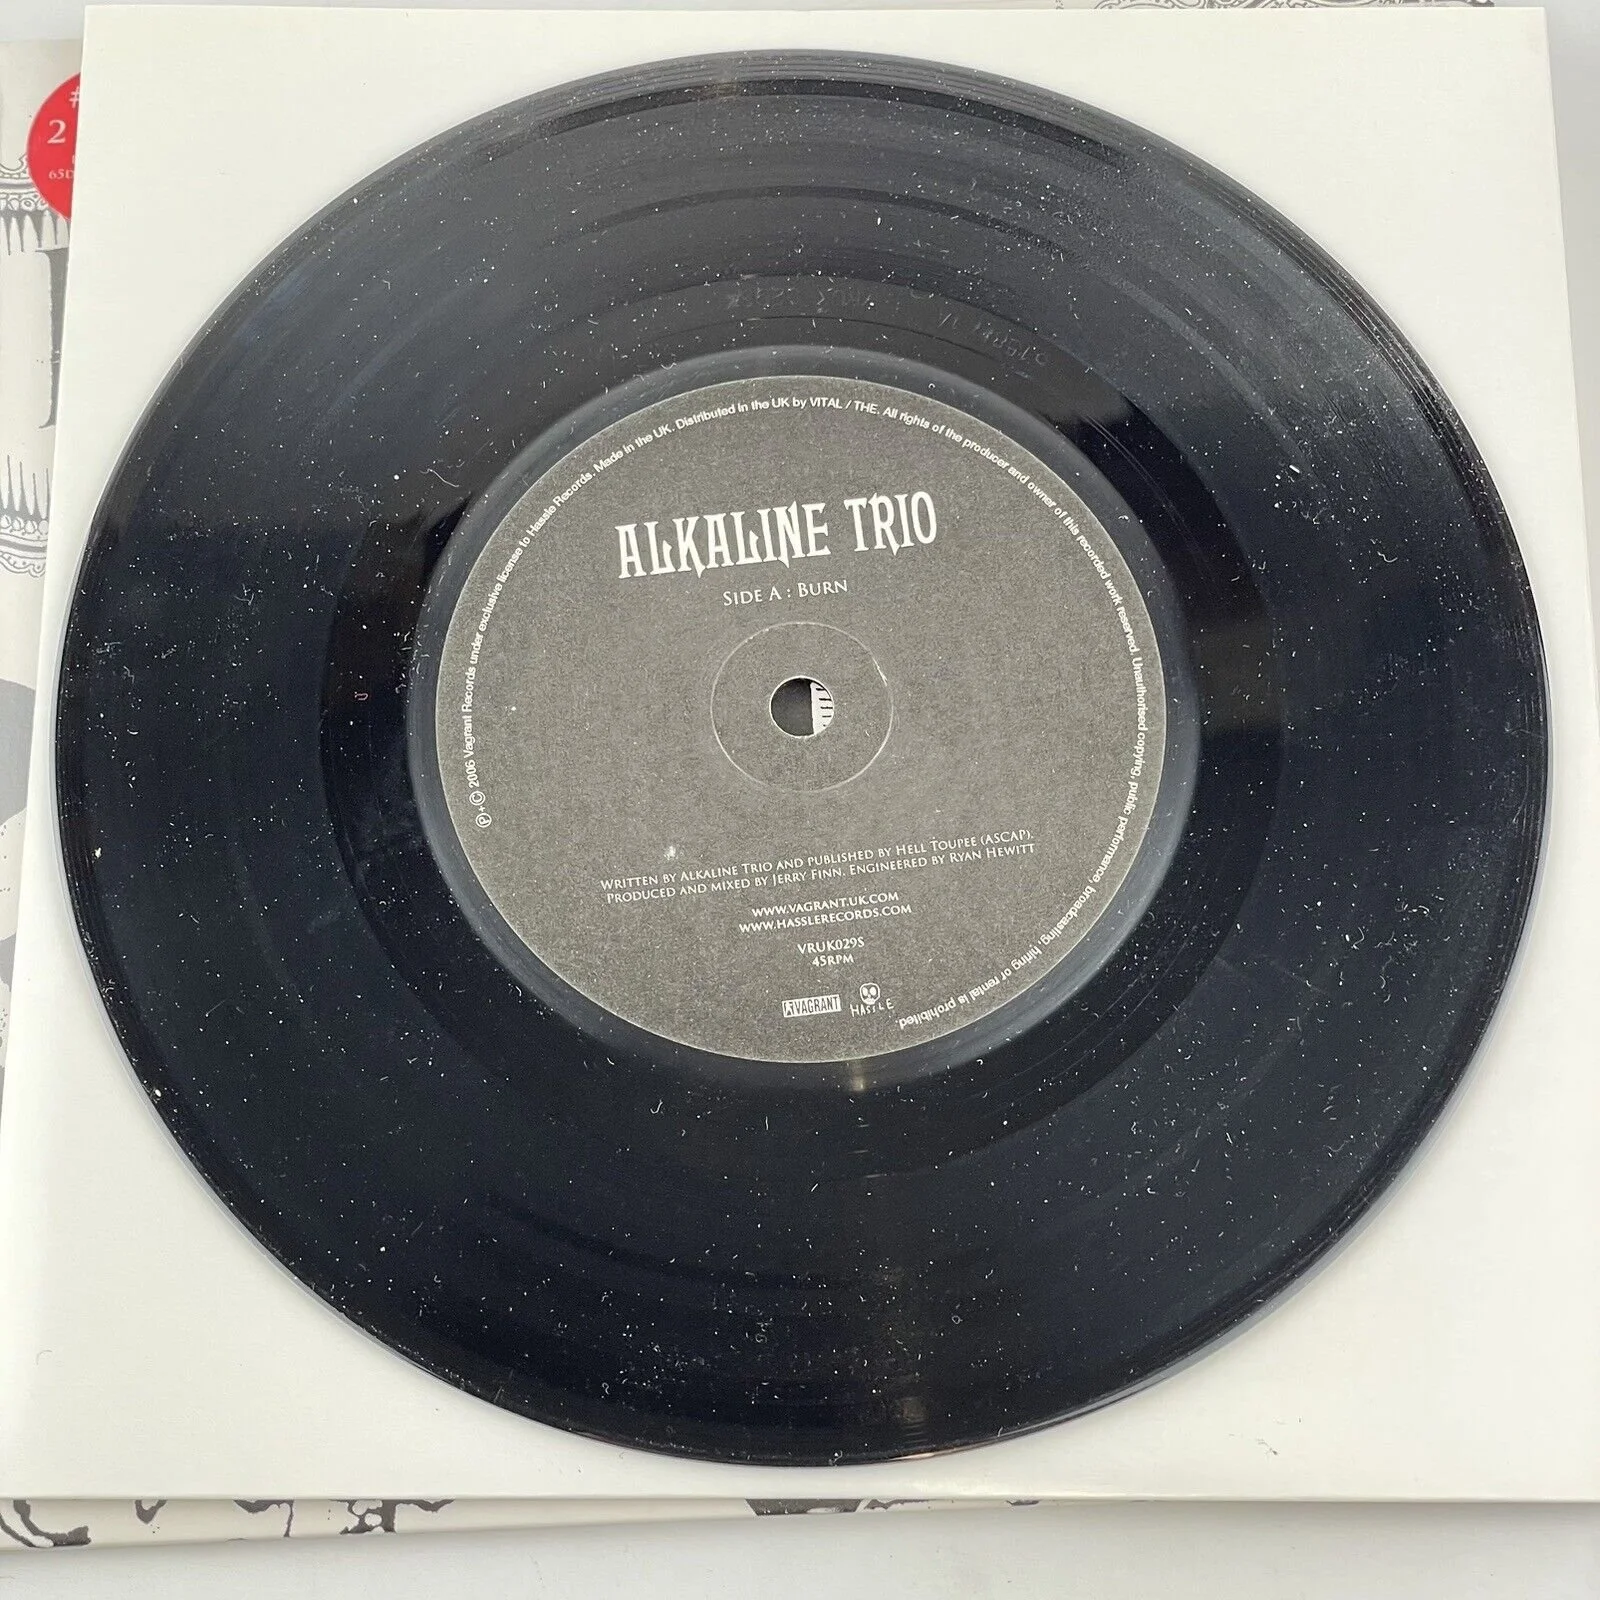 ALKALINE TRIO
SIDE A : BURN
WRITTEN BY ALKALINE TRIO AND PUBLISHED BY HELL TOUPEE (ASCAP).
PRODUCED AND MIXED BY JERRY FINN. ENGINEERED BY RYAN HEWITT
WWW.VAGRANT.UK.COM
WWW.HASSLERECORDS.COM
VRUK029S
45RPM
VAGRANT
HASSLE
℗+© 2006 Vagrant Records under exclusive license to Hassle Records. Made in the UK. Distributed in the UK by VITAL / THE. All rights of the producer and owner of this recorded work reserved. Unauthorised copying, public performance, broadcasting, hiring or rental is prohibited.
#
2
65D